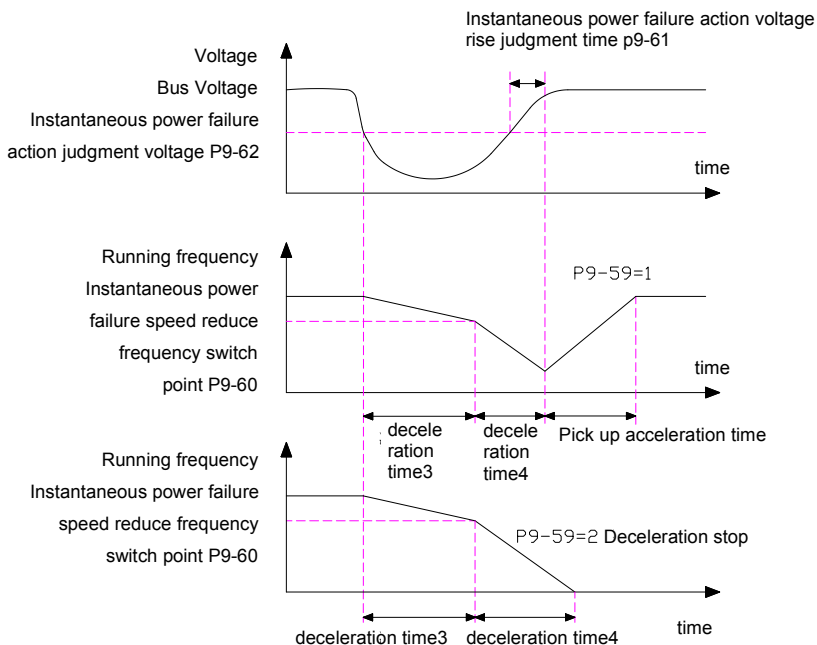 Instantaneous power failure action voltage
rise judgment time p9-61
Voltage
Bus Voltage
Instantaneous power failure
action judgment voltage P9-62
time
Running frequency
Instantaneous power
failure speed reduce
frequency switch
point P9-60
P9-59=1
time
decele
ration
time3
decele
ration
time4
Pick up acceleration time
Running frequency
Instantaneous power failure
speed reduce frequency
switch point P9-60
P9-59=2 Deceleration stop
time
deceleration time3
deceleration time4